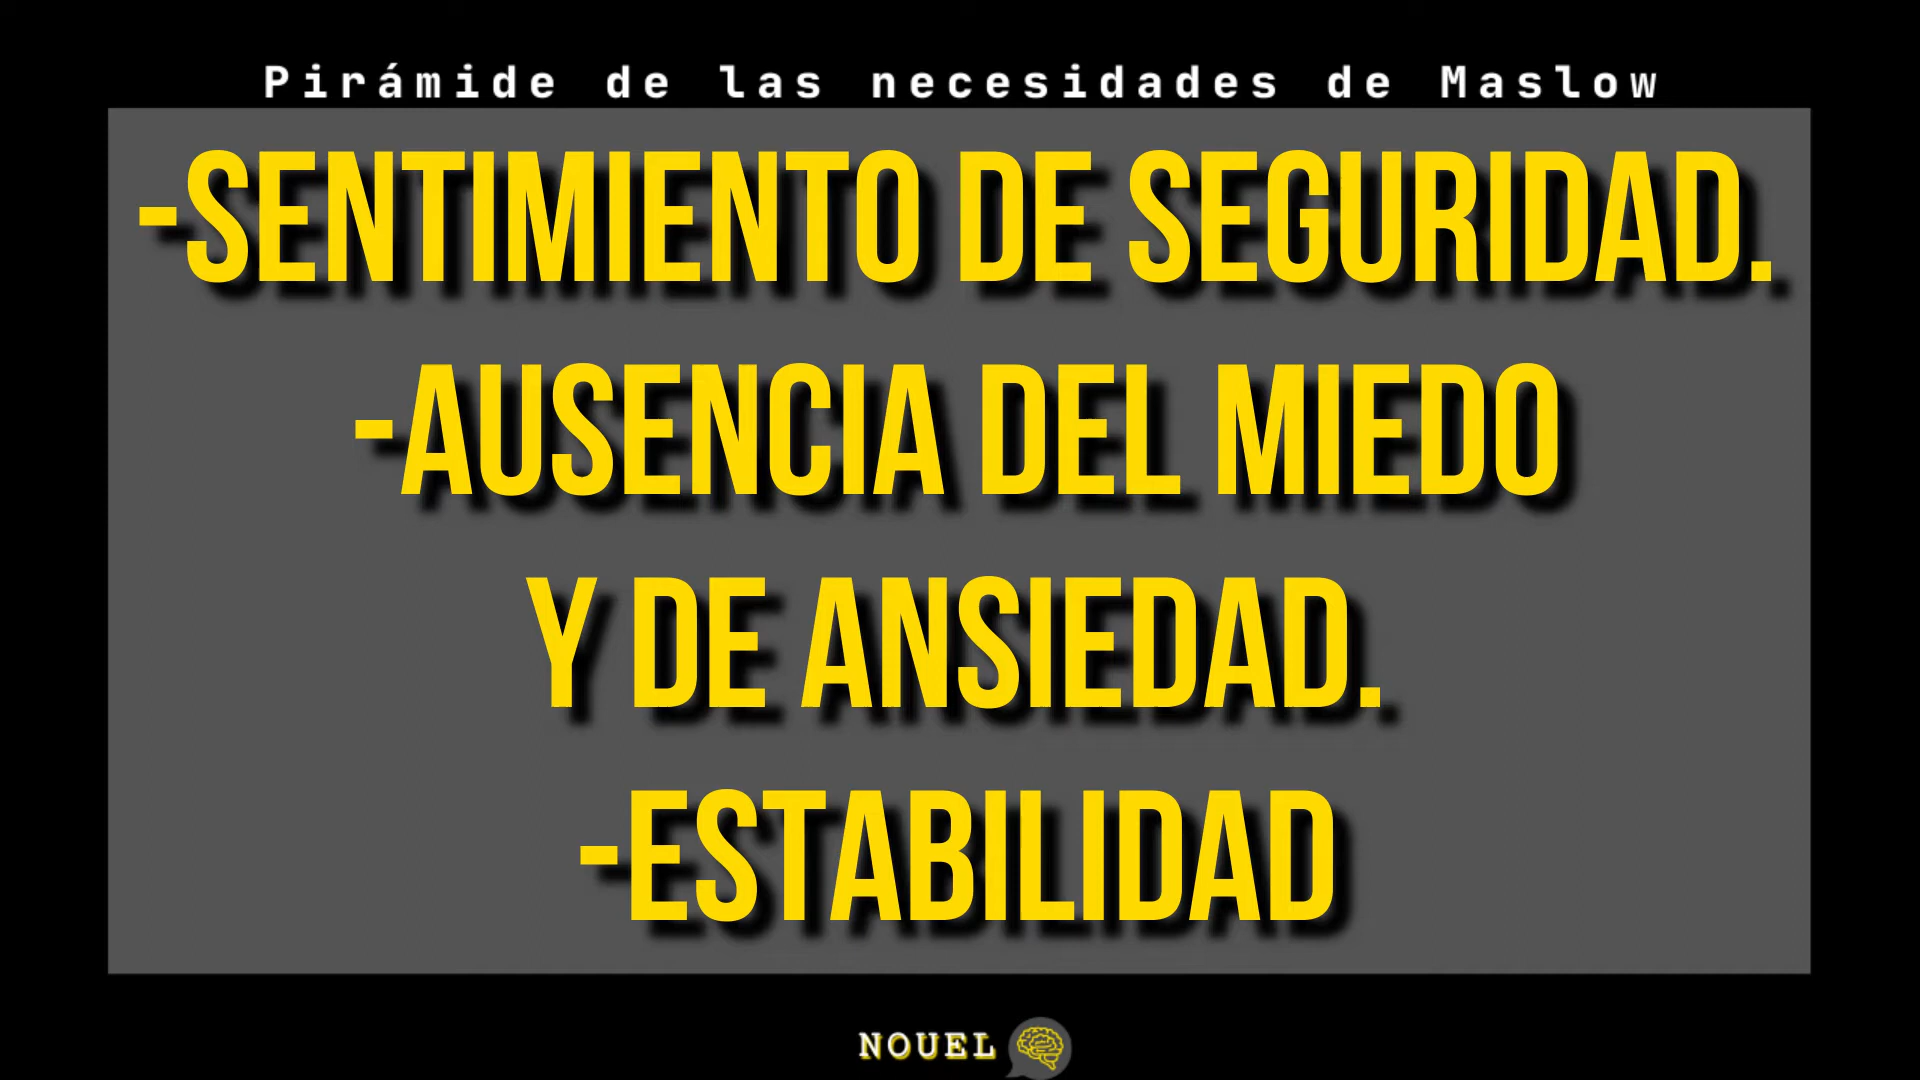 Pirámide de las necesidades de Maslow
-SENTIMIENTO DE SEGURIDAD.
-AUSENCIA DEL MIEDO
Y DE ANSIEDAD.
-ESTABILIDAD
NOUEL